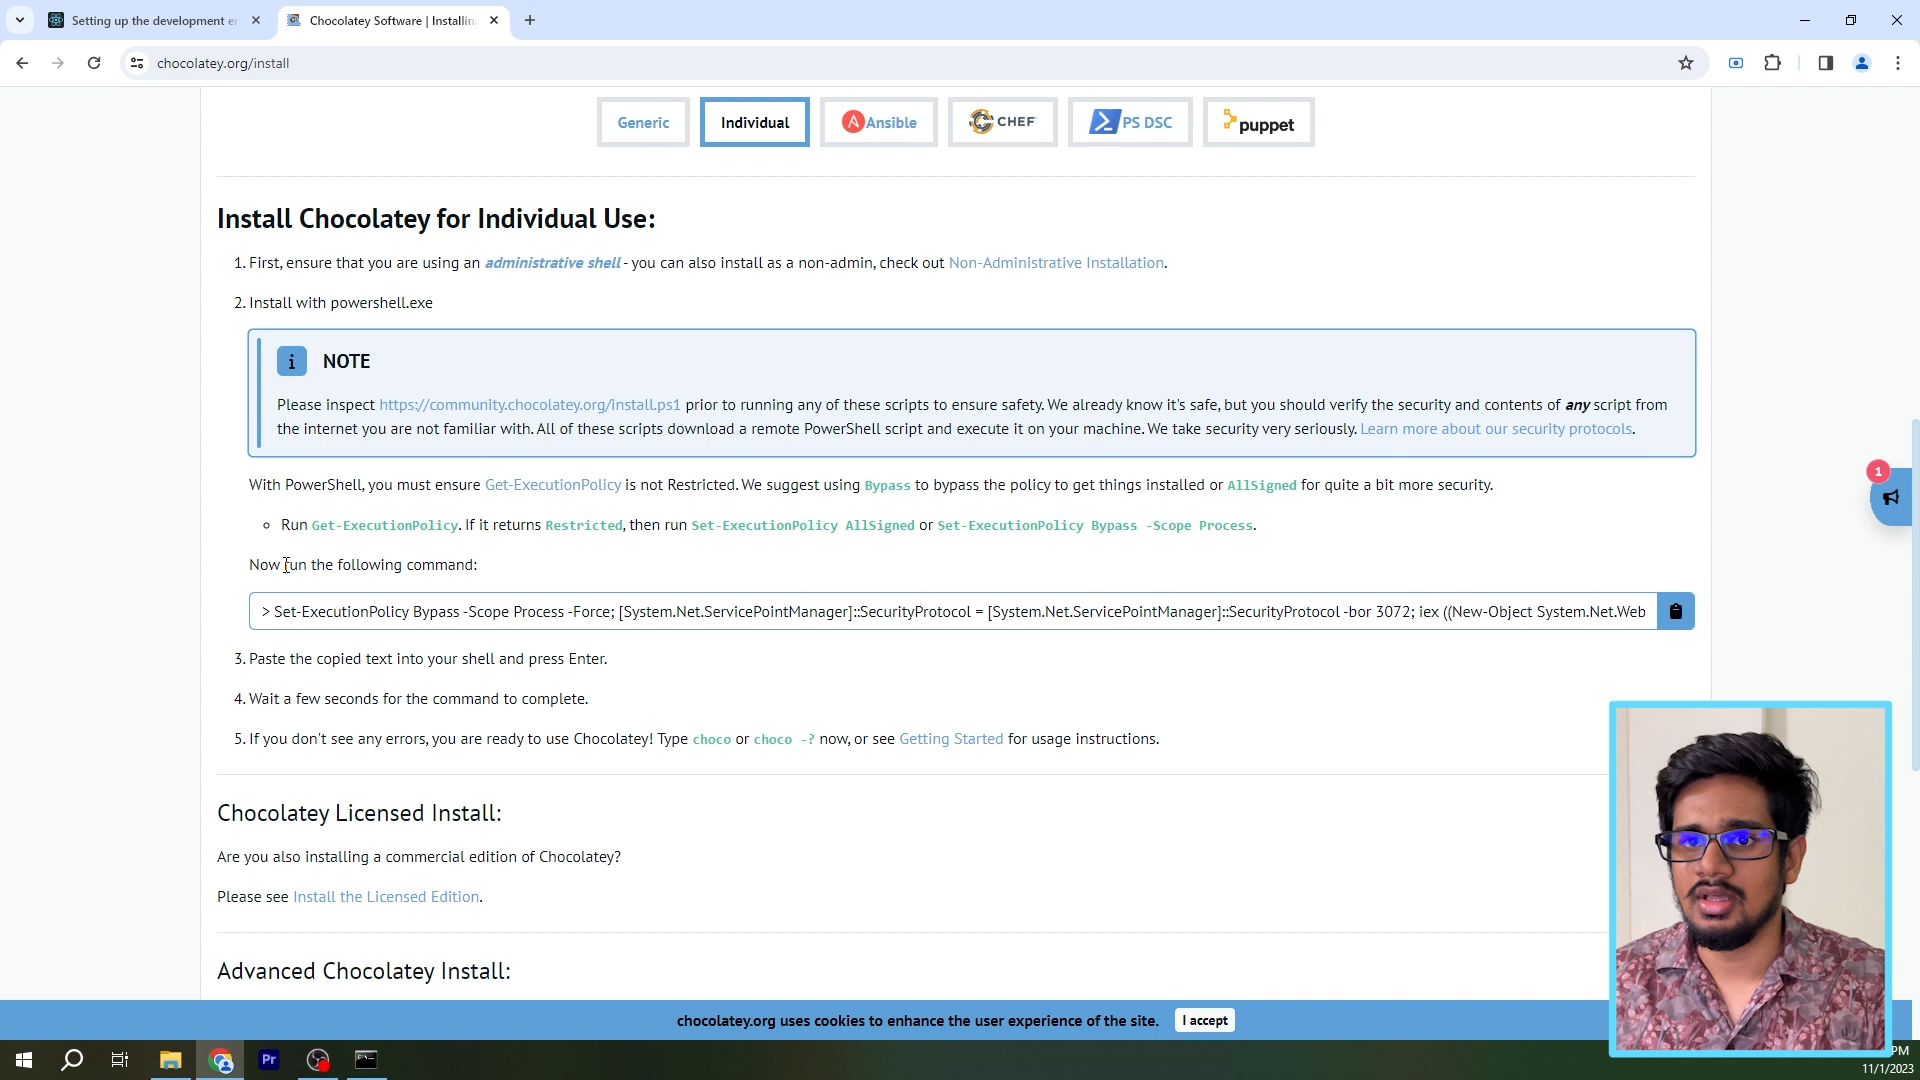 Setting up the development e
Chocolatey Software | Installin
chocolatey.org/install
Generic
Individual
Ansible
CHEF
PS DSC
puppet
Install Chocolatey for Individual Use:
1. First, ensure that you are using an administrative shell - you can also install as a non-admin, check out Non-Administrative Installation.
2. Install with powershell.exe
i NOTE
Please inspect https://community.chocolatey.org/install.ps1 prior to running any of these scripts to ensure safety. We already know it's safe, but you should verify the security and contents of any script from
the internet you are not familiar with. All of these scripts download a remote PowerShell script and execute it on your machine. We take security very seriously. Learn more about our security protocols.
With PowerShell, you must ensure Get-ExecutionPolicy is not Restricted. We suggest using Bypass to bypass the policy to get things installed or AllSigned for quite a bit more security.
Run Get-ExecutionPolicy. If it returns Restricted, then run Set-ExecutionPolicy AllSigned or Set-ExecutionPolicy Bypass -Scope Process.
Now run the following command:
> Set-ExecutionPolicy Bypass -Scope Process -Force; [System.Net.ServicePointManager]::SecurityProtocol = [System.Net.ServicePointManager]::SecurityProtocol -bor 3072; iex ((New-Object System.Net.Web
1
3. Paste the copied text into your shell and press Enter.
4. Wait a few seconds for the command to complete.
5. If you don't see any errors, you are ready to use Chocolatey! Type choco or choco -? now, or see Getting Started for usage instructions.
Chocolatey Licensed Install:
Are you also installing a commercial edition of Chocolatey?
Please see Install the Licensed Edition.
Advanced Chocolatey Install:
chocolatey.org uses cookies to enhance the user experience of the site.
I accept
Pr
PM
11/1/2023